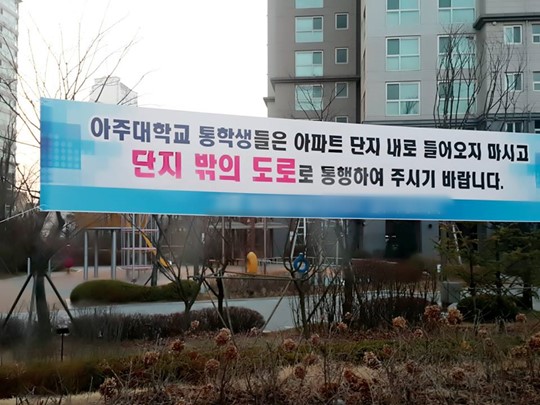 아주대학교 통학생들은 아파트 단지 내로 들어오지 마시고
단지 밖의 도로로 통행하여 주시기 바랍니다.